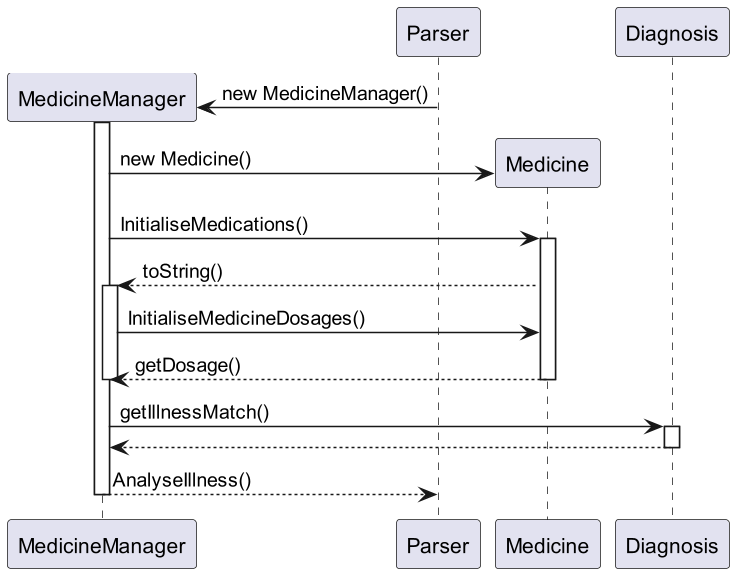 Parser
Diagnosis
MedicineManager
new MedicineManager()
new Medicine()
Medicine
InitialiseMedications()
toString()
InitialiseMedicineDosages()
getDosage()
getIllnessMatch()
AnalyseIllness()
MedicineManager
Parser
Medicine
Diagnosis